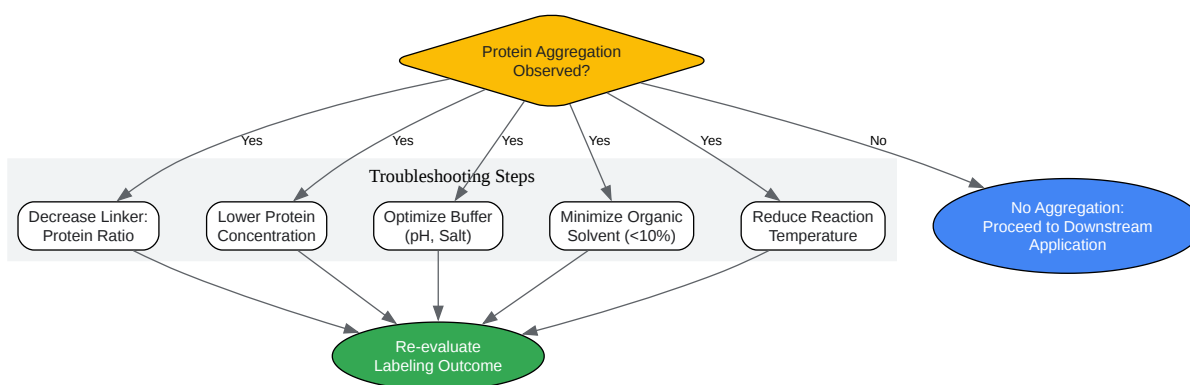 Protein Aggregation
Observed?
Yes
Yes
Yes
Yes
Yes
No
Troubleshooting Steps
Decrease Linker:
Protein Ratio
Lower Protein
Concentration
Optimize Buffer
(pH, Salt)
Minimize Organic
Solvent (<10%)
Reduce Reaction
Temperature
No Aggregation:
Proceed to Downstream
Application
Re-evaluate
Labeling Outcome